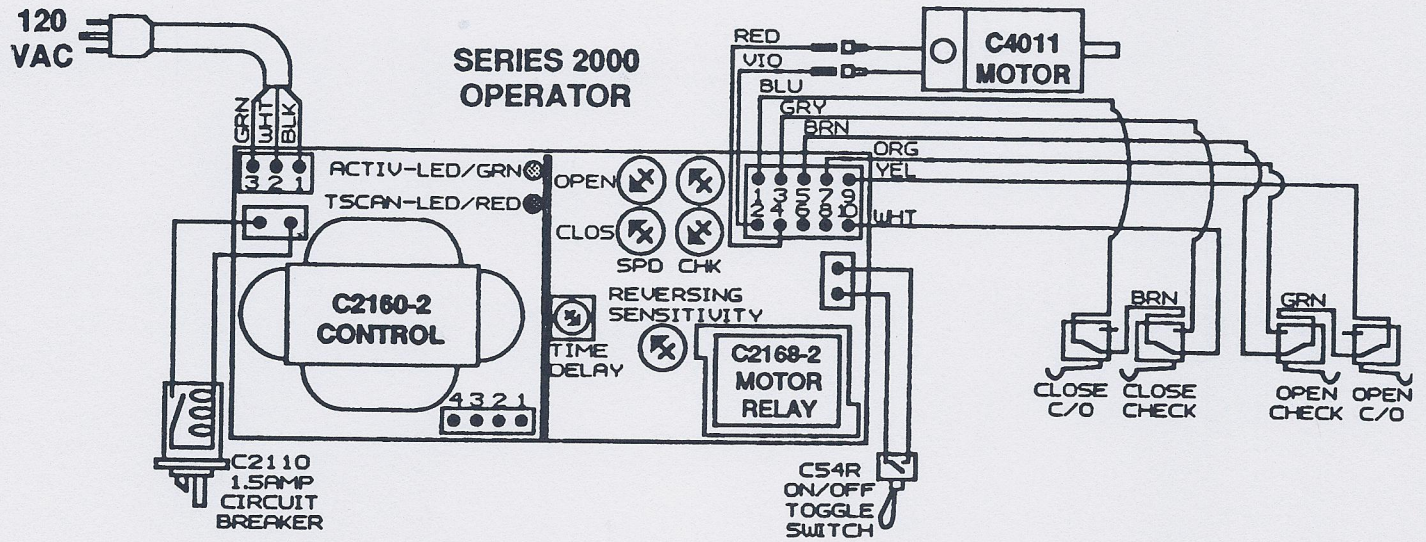 120
VAC
SERIES 2000
OPERATOR
RED
VIO
C4011
MOTOR
BLU
GRY
BRN
ORG
YEL
WHT
GRN
WHT
BLK
3 2 1
ACTIV-LED/GRN
TSCAN-LED/RED
OPEN
CLOS
SPD CHK
1 3 5 7 9
2 4 6 8 10
REVERSING
SENSITIVITY
TIME
DELAY
C2160-2
CONTROL
C2168-2
MOTOR
RELAY
4 3 2 1
C2110
1.5AMP
CIRCUIT
BREAKER
C54R
ON/OFF
TOGGLE
SWITCH
BRN
GRN
CLOSE
C/O
CLOSE
CHECK
OPEN
CHECK
OPEN
C/O